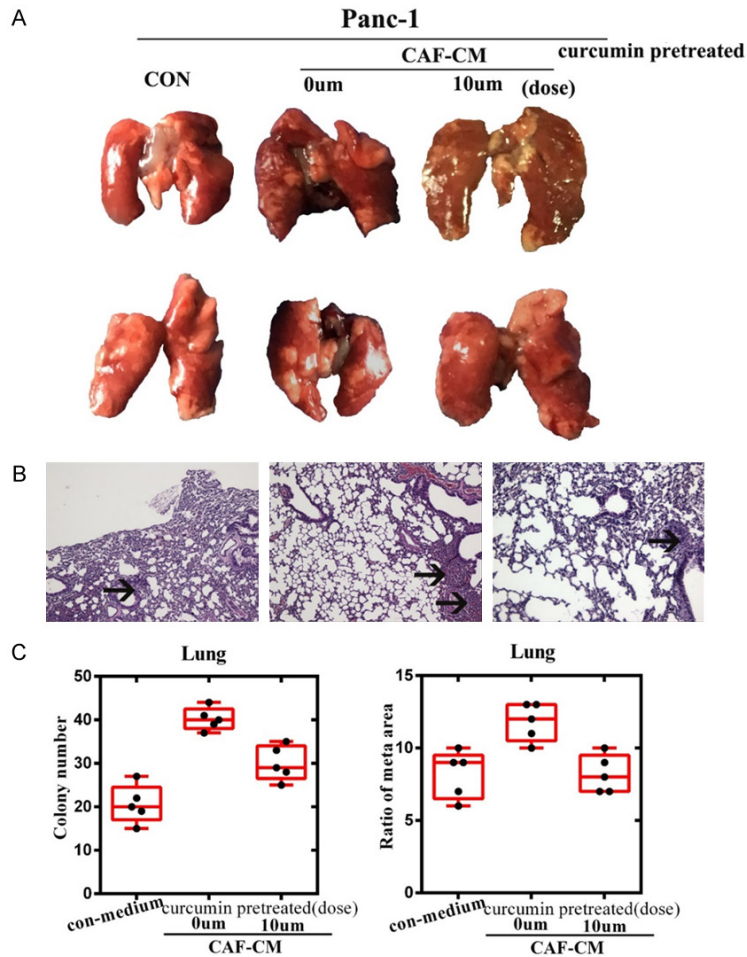 A
Panc-1
CAF-CM
curcumin pretreated
CON
0um
10um
(dose)
B
C
Lung
50
40
30
20
10
0
Colony number
con-medium
curcumin pretreated(dose)
0um
10um
CAF-CM
Lung
15
10
5
0
Ratio of meta area
con-medium
curcumin pretreated(dose)
0um
10um
CAF-CM